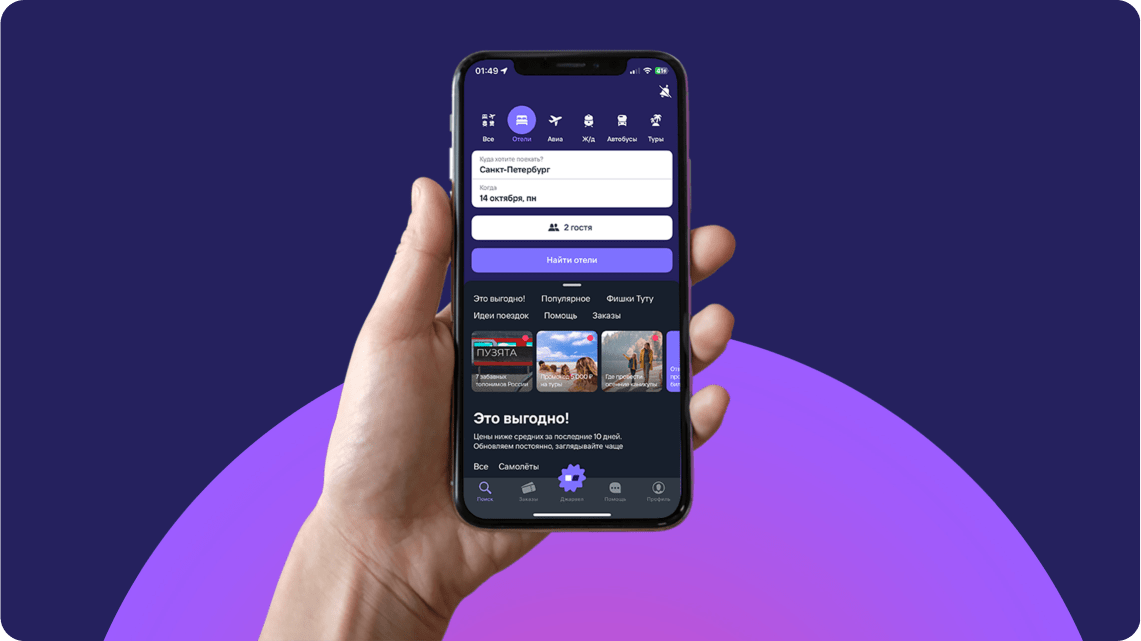 01:49
Все
Отели
Авиа
Ж/д
Автобусы
Туры
Куда хотите поехать?
Санкт-Петербург
Когда
14 октября, пн
2 гостя
Найти отели
Это выгодно!
Популярное
Фишки Туту
Идеи поездок
Помощь
Заказы
ПУЗЯТА
7 забавных
топонимов России
Промокод 5 000 ₽
на туры
Где провести
осенние каникулы
Это выгодно!
Цены ниже средних за последние 10 дней.
Обновляем постоянно, заглядывайте чаще
Все
Самолёты
Поиск
Заказы
Помощь
Профиль